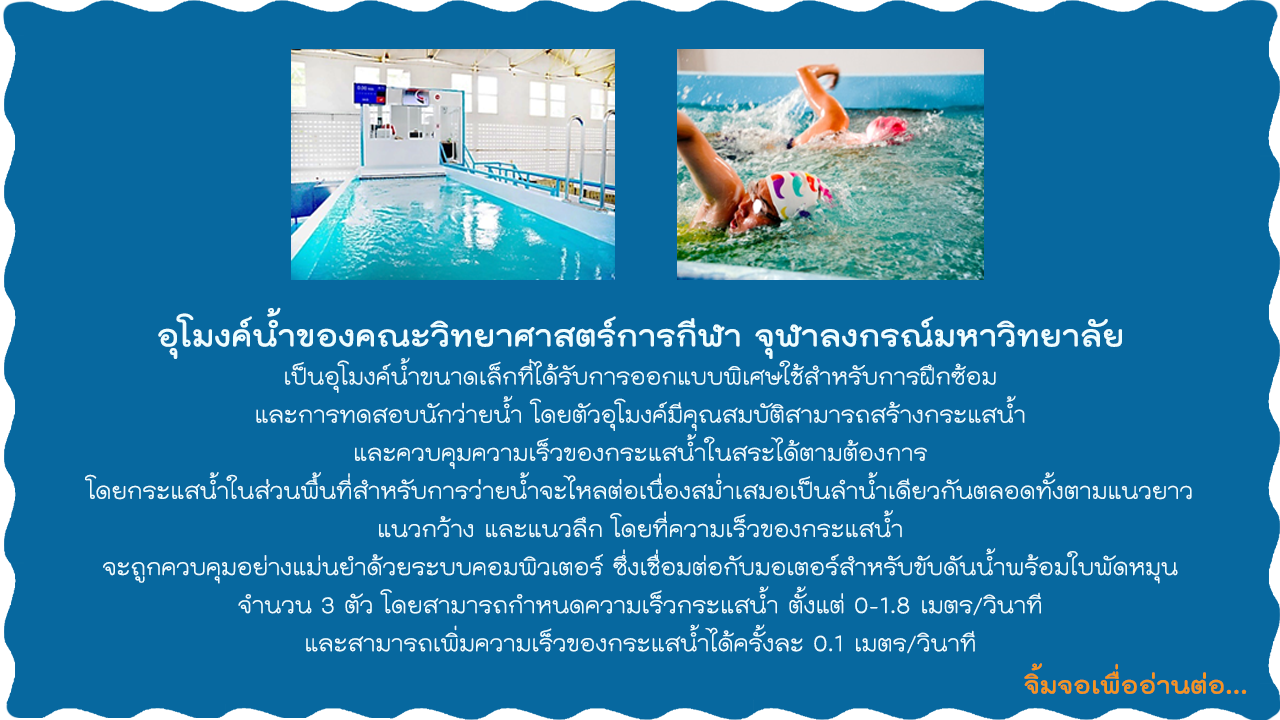 อุโมงค์น้ำของคณะวิทยาศาสตร์การกีฬา จุฬาลงกรณ์มหาวิทยาลัย
เป็นอุโมงค์น้ำขนาดเล็กที่ได้รับการออกแบบพิเศษใช้สำหรับการฝึกซ้อม
และการทดสอบนักว่ายน้ำ โดยตัวอุโมงค์มีคุณสมบัติสามารถสร้างกระแสน้ำ
และควบคุมความเร็วของกระแสน้ำในสระได้ตามต้องการ
โดยกระแสน้ำในส่วนพื้นที่สำหรับการว่ายน้ำจะไหลต่อเนื่องสม่ำเสมอเป็นลำน้ำเดียวกันตลอดทั้งตามแนวยาว
แนวกว้าง และแนวลึก โดยที่ความเร็วของกระแสน้ำ
จะถูกควบคุมอย่างแม่นยำด้วยระบบคอมพิวเตอร์ ซึ่งเชื่อมต่อกับมอเตอร์สำหรับขับดันน้ำพร้อมใบพัดหมุน
จำนวน 3 ตัว โดยสามารถกำหนดความเร็วกระแสน้ำ ตั้งแต่ 0-1.8 เมตร/วินาที
และสามารถเพิ่มความเร็วของกระแสน้ำได้ครั้งละ 0.1 เมตร/วินาที
จิ้มจอเพื่ออ่านต่อ...